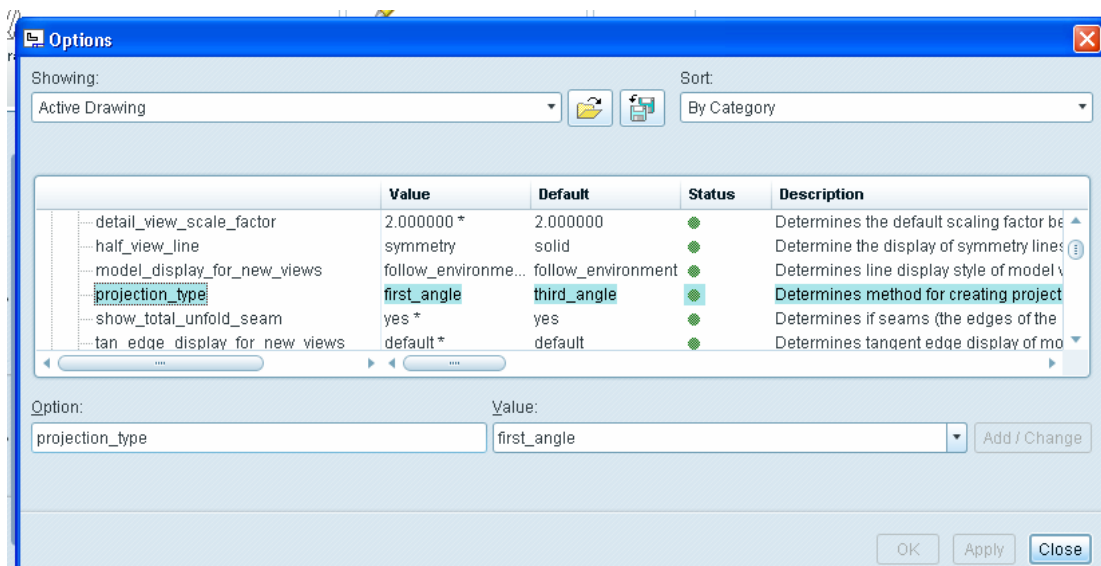 Options
Showing: Sort:
Active Drawing By Category
Value Default Status Description
detail_view_scale_factor 2.000000 * 2.000000 Determines the default scaling factor be
half_view_line symmetry solid Determine the display of symmetry lines
model_display_for_new_views follow_environme... follow_environment Determines line display style of model v
projection_type first_angle third_angle Determines method for creating project
show_total_unfold_seam yes * yes Determines if seams (the edges of the
tan_edge_display_for_new_views default * default Determines tangent edge display of mo
Option: Value:
projection_type first_angle Add / Change
OK Apply Close